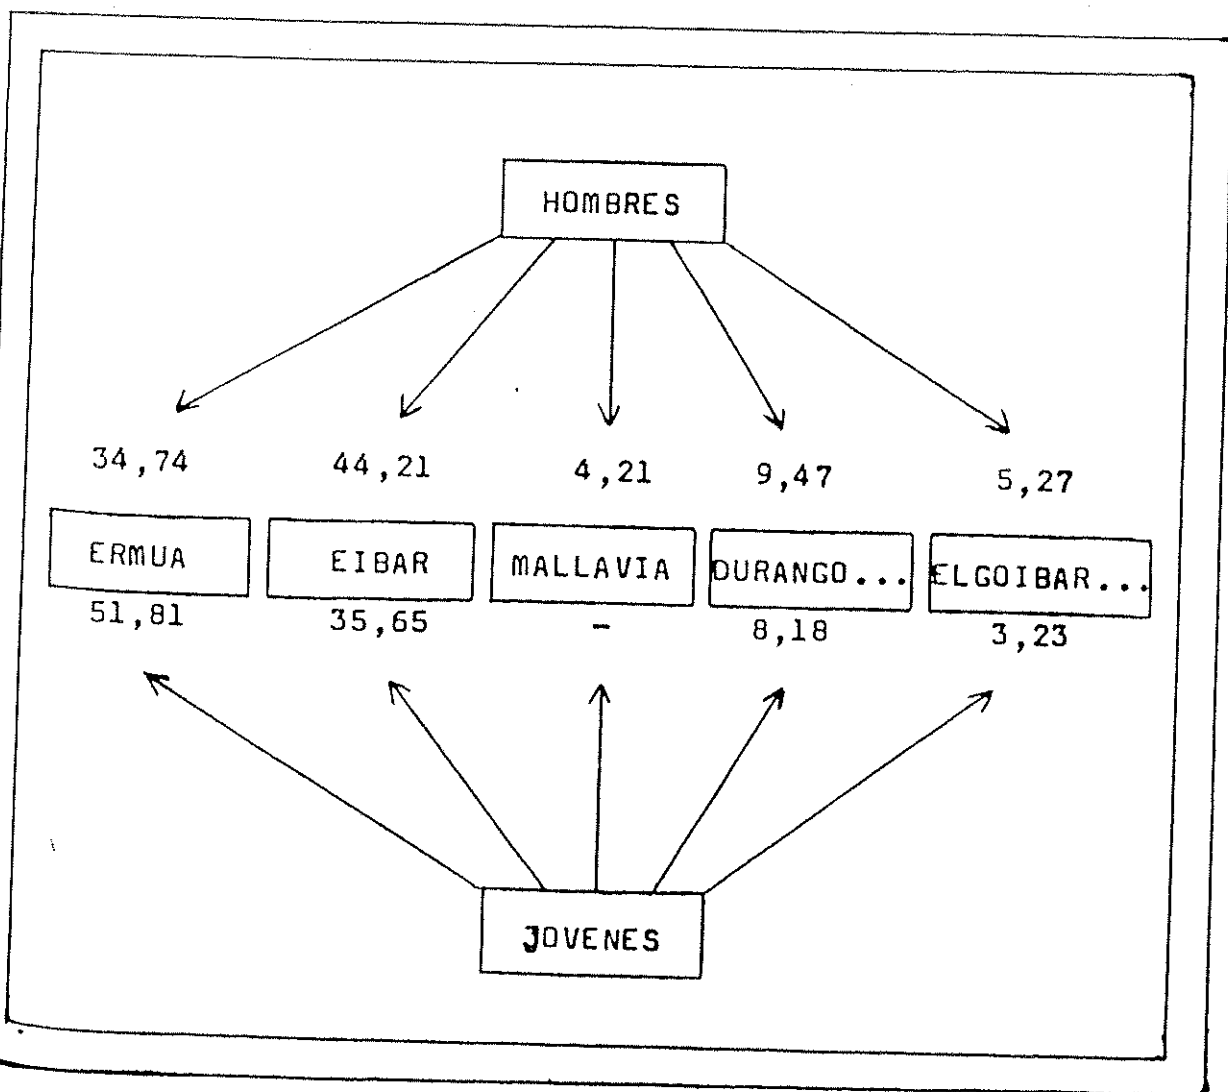 HOMBRES
34,74 44,21 4,21 9,47 5,27
ERMUA EIBAR MALLAVIA DURANGO... ELGOIBAR...
51,81 35,65 - 8,18 3,23
JOVENES